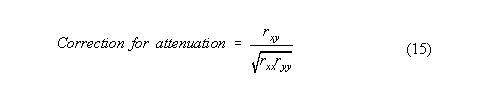 Correction for attenuation = r_xy / √(r_xx r_yy) (15)